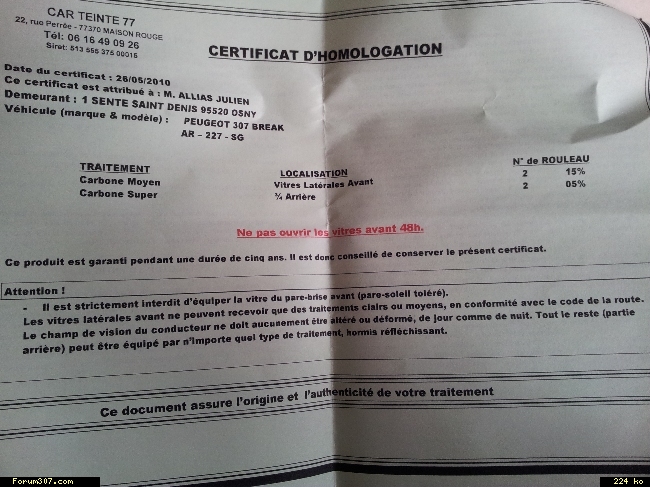 CAR TEINTE 77
22, rue Perrée - 77370 MAISON ROUGE
Tél: 06 16 49 09 26
Siret: 513 555 375 00015
CERTIFICAT D'HOMOLOGATION
Date du certificat : 26/05/2010
Ce certificat est attribué à : M. ALLIAS JULIEN
Demeurant : 1 SENTE SAINT DENIS 95520 OSNY
Véhicule (marque & modèle) : PEUGEOT 307 BREAK
AR - 227 - SG
TRAITEMENT LOCALISATION N° de ROULEAU
Carbone Moyen Vitres Latérales Avant 2 15%
Carbone Super ¾ Arrière 2 05%
Ne pas ouvrir les vitres avant 48h.
Ce produit est garanti pendant une durée de cinq ans. Il est donc conseillé de conserver le présent certificat.
Attention !
- Il est strictement interdit d'équiper la vitre du pare-brise avant (pare-soleil toléré).
Les vitres latérales avant ne peuvent recevoir que des traitements clairs ou moyens, en conformité avec le code de la route.
Le champ de vision du conducteur ne doit aucunement être altéré ou déformé, de jour comme de nuit. Tout le reste (partie
arrière) peut être équipé par n'importe quel type de traitement, hormis réfléchissant.
Ce document assure l'origine et l'authenticité de votre traitement
Forum307.com
224 ko